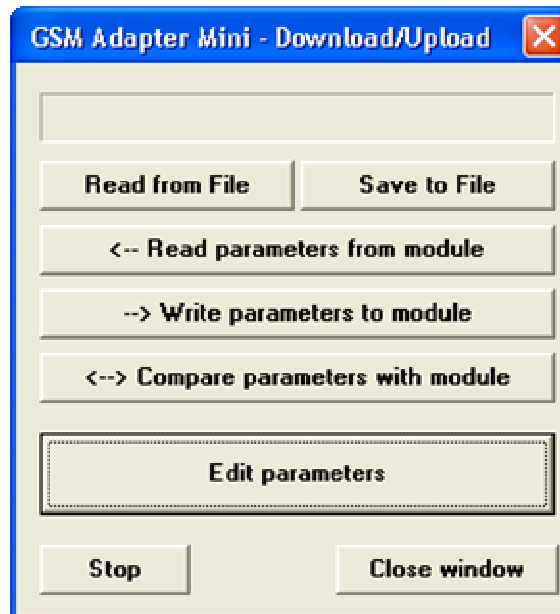 GSM Adapter Mini - Download/Upload
Read from File Save to File
<-- Read parameters from module
--> Write parameters to module
<--> Compare parameters with module
Edit parameters
Stop Close window